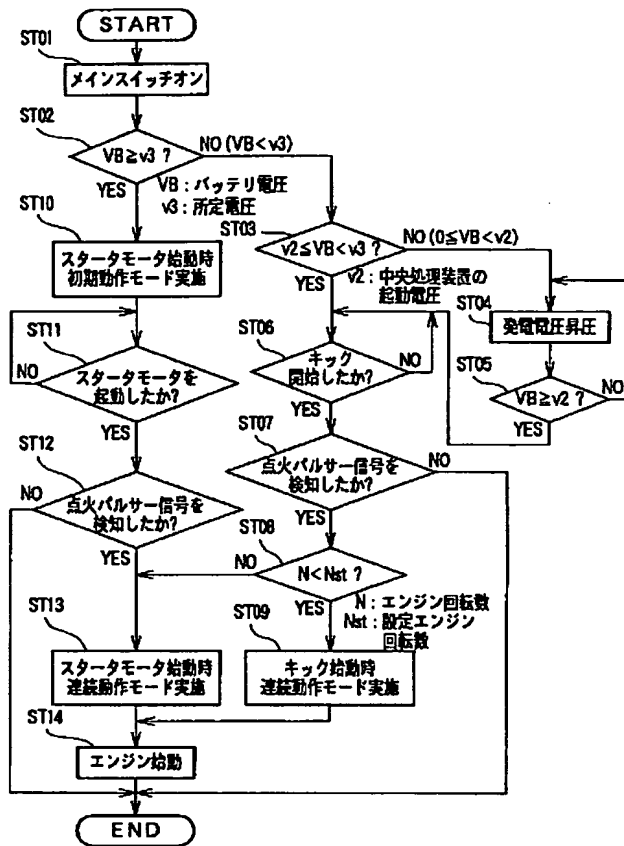 START
ST01
メインスイッチオン
ST02
VB≧v3 ?
NO (VB<v3)
YES
VB : バッテリ電圧
v3 : 所定電圧
ST10
スタータモータ始動時
初期動作モード実施
ST03
v2≦VB<v3 ?
NO (0≦VB<v2)
YES
v2 : 中央処理装置の
起動電圧
ST04
発電電圧昇圧
ST05
VB≧v2 ?
NO
YES
ST06
キック
開始したか?
NO
YES
ST11
スタータモータを
起動したか?
NO
YES
ST07
点火パルサー信号を
検知したか?
NO
YES
ST12
点火パルサー信号を
検知したか?
NO
YES
ST08
N<Nst ?
NO
YES
N : エンジン回転数
Nst : 設定エンジン
回転数
ST13
スタータモータ始動時
連続動作モード実施
ST09
キック始動時
連続動作モード実施
ST14
エンジン始動
END